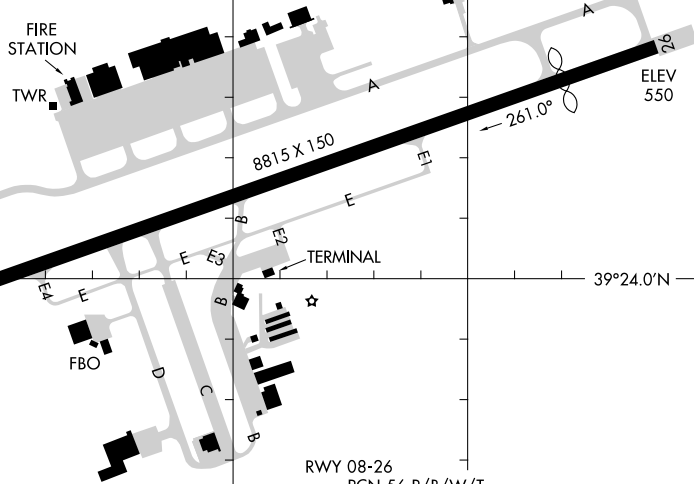 FIRE
STATION
TWR
A
A
26
ELEV
550
261.0°
8815 X 150
E1
E
B
E2
E
E3
TERMINAL
39°24.0'N
E4
E
B
FBO
D
C
B
RWY 08-26